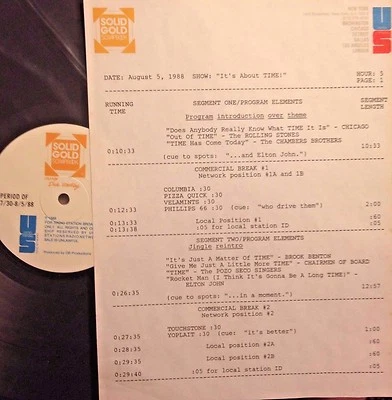 SOLID
GOLD
US
DATE: August 5, 1988 SHOW: "It's About TIME!"
HOUR: 5
PAGE: 1
RUNNING
TIME
SEGMENT ONE/PROGRAM ELEMENTS
SEGMENT
LENGTH
Program introduction over theme
"Does Anybody Really Know What TIME It Is" - CHICAGO
"Out Of TIME" - The ROLLING STONES
"TIME Has Come Today" - The CHAMBERS BROTHERS
0:10:33
10:33
(cue to spots: "...and Elton John.")
COMMERCIAL BREAK #1
Network position #1A and 1B
COLUMBIA :30
PIZZA QUICK :30
VELAMINTS :30
0:12:33 PHILLIPS 66 :30 (cue: "who drive them") 2:00
0:13:33 Local Position #1 :60
0:13:38 :05 for local station ID :05
SEGMENT TWO/PROGRAM ELEMENTS
Jingle reintro
"It's Just A Matter Of TIME" - BROOK BENTON
"Give Me Just A Little More TIME" - CHAIRMEN OF BOARD
"TIME" - The POZO SECO SINGERS
"Rocket Man (I Think It's Gonna Be A Long TIME)" -
ELTON JOHN
0:26:35 12:57
(cue to spots: "...in a moment.")
COMMERCIAL BREAK #2
Network position #2
TOUCHSTONE :30
0:27:35 YOPLAIT :30 (cue: "it's better") 1:00
0:28:35 Local position #2A :60
0:29:35 Local position #2B :60
0:29:40 :05 for local station ID :05
SOLID
GOLD
PERIOD OF
7/30-8/5/88
US